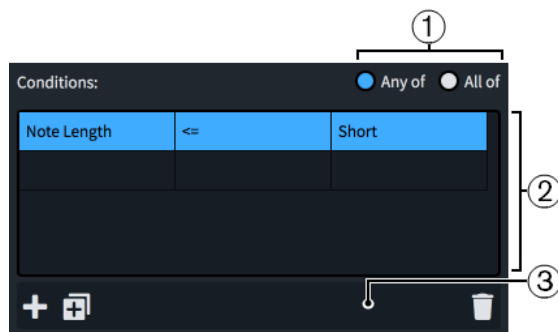 1
Conditions: Any of All of
Note Length <= Short
2
3